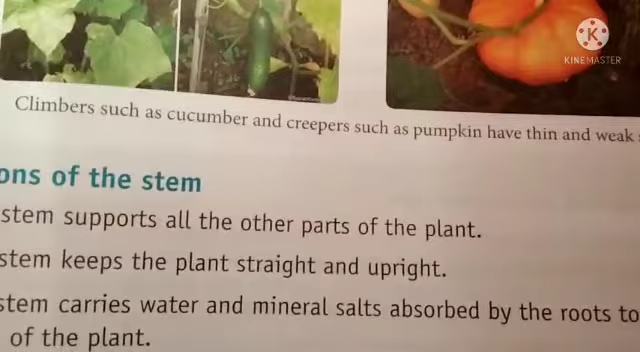 K
KINEMASTER
Climbers such as cucumber and creepers such as pumpkin have thin and weak
ons of the stem
stem supports all the other parts of the plant.
stem keeps the plant straight and upright.
stem carries water and mineral salts absorbed by the roots to
of the plant.